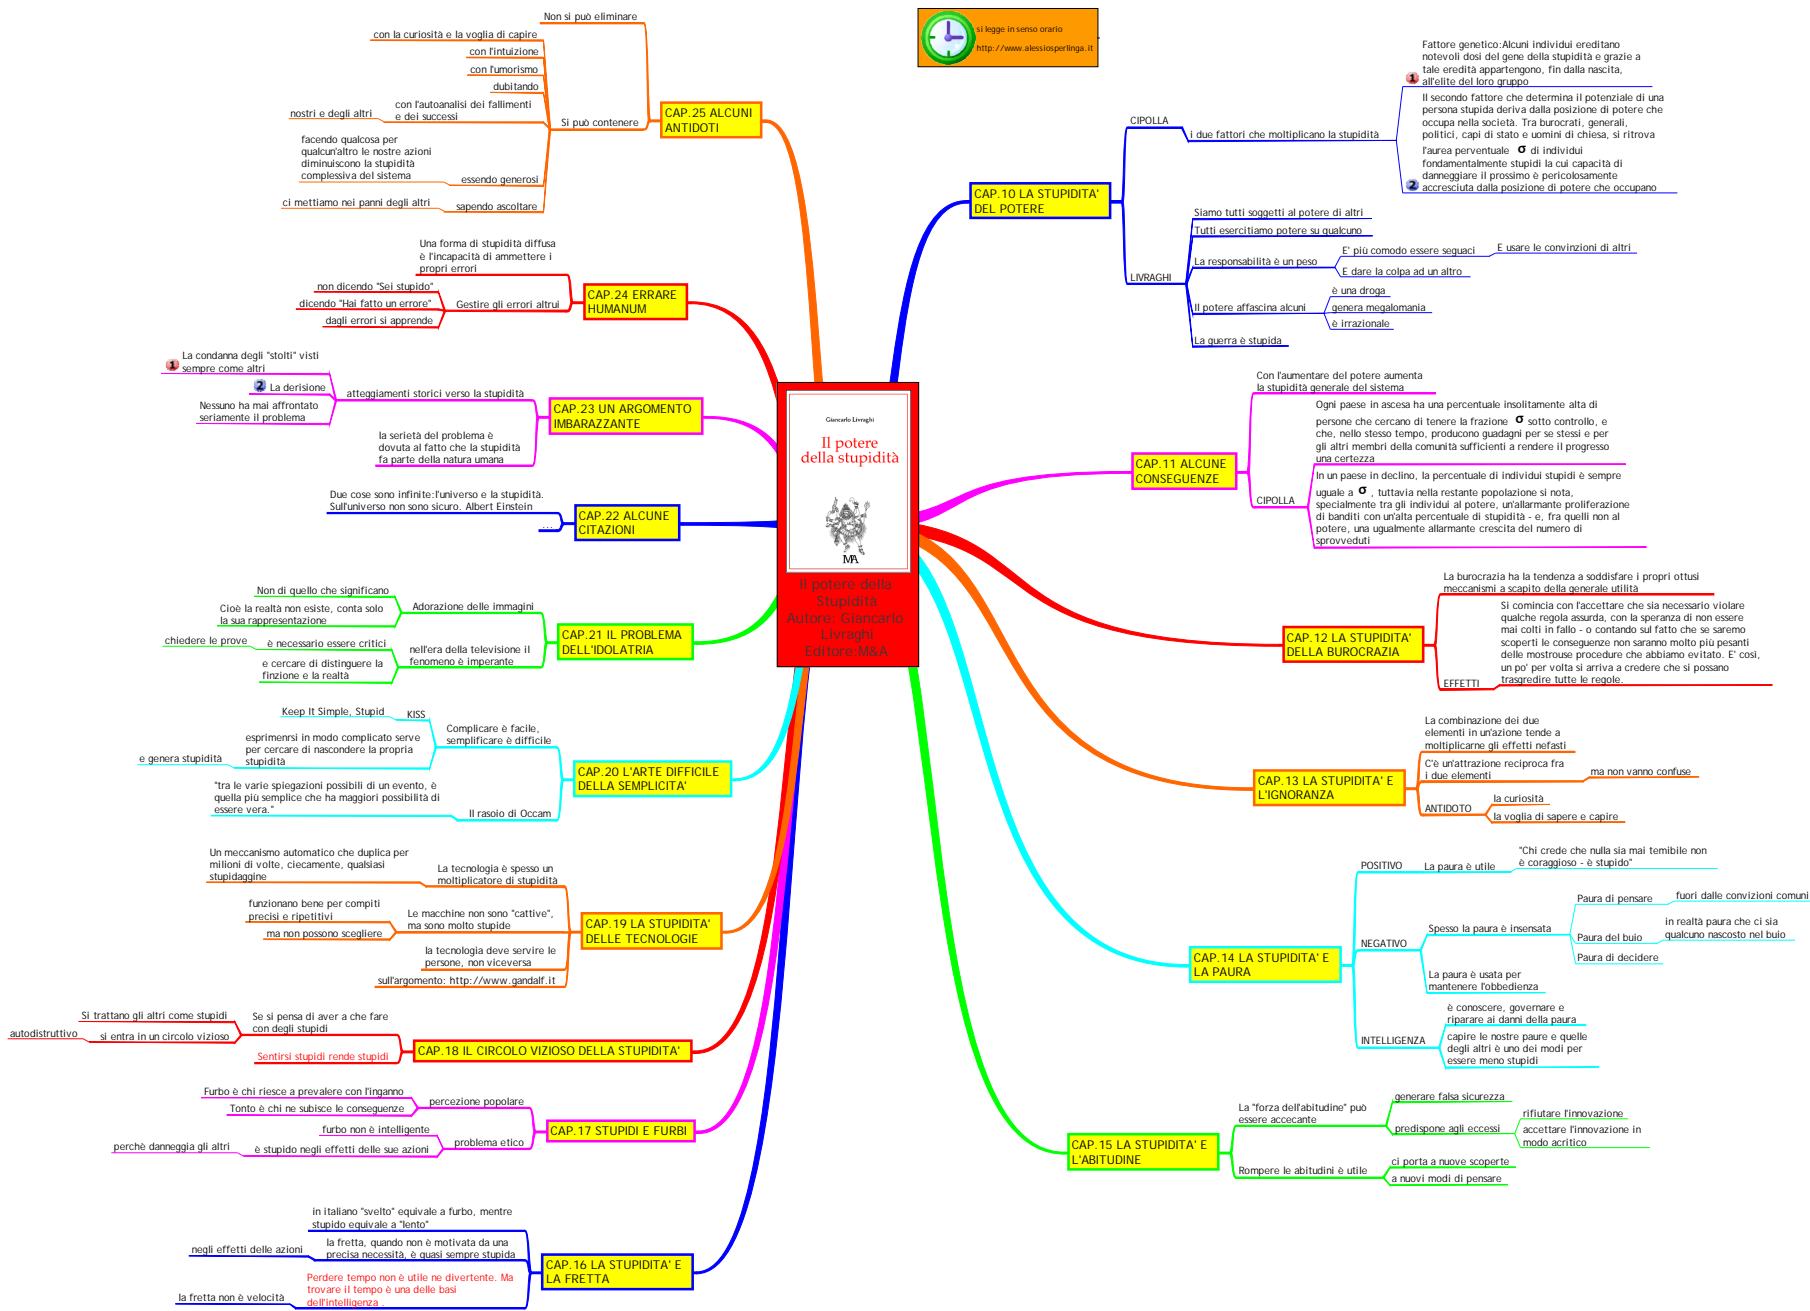 si legge in senso orario
http://www.alessiosperlinga.it
Giancarlo Livraghi
Il potere
della stupidità
MA
Il potere della
Stupidità
Autore: Giancarlo
Livraghi
Editore:M&A
CAP.10 LA STUPIDITA'
DEL POTERE
CIPOLLA
i due fattori che moltiplicano la stupidità
Fattore genetico:Alcuni individui ereditano
notevoli dosi del gene della stupidità e grazie a
tale eredità appartengono, fin dalla nascita,
1 all'elite del loro gruppo
Il secondo fattore che determina il potenziale di una
persona stupida deriva dalla posizione di potere che
occupa nella società. Tra burocrati, generali,
politici, capi di stato e uomini di chiesa, si ritrova
l'aurea perventuale σ di individui
fondamentalmente stupidi la cui capacità di
danneggiare il prossimo è pericolosamente
2 accresciuta dalla posizione di potere che occupano
LIVRAGHI
Siamo tutti soggetti al potere di altri
Tutti esercitiamo potere su qualcuno
La responsabilità è un peso
E' più comodo essere seguaci
E usare le convinzioni di altri
E dare la colpa ad un altro
Il potere affascina alcuni
è una droga
genera megalomania
è irrazionale
La guerra è stupida
CAP.11 ALCUNE
CONSEGUENZE
Con l'aumentare del potere aumenta
la stupidità generale del sistema
CIPOLLA
Ogni paese in ascesa ha una percentuale insolitamente alta di
persone che cercano di tenere la frazione σ sotto controllo, e
che, nello stesso tempo, producono guadagni per se stessi e per
gli altri membri della comunità sufficienti a rendere il progresso
una certezza
In un paese in declino, la percentuale di individui stupidi è sempre
uguale a σ , tuttavia nella restante popolazione si nota,
specialmente tra gli individui al potere, un'allarmante proliferazione
di banditi con un'alta percentuale di stupidità - e, fra quelli non al
potere, una ugualmente allarmante crescita del numero di
sprovveduti
CAP.12 LA STUPIDITA'
DELLA BUROCRAZIA
La burocrazia ha la tendenza a soddisfare i propri ottusi
meccanismi a scapito della generale utilità
EFFETTI
Si comincia con l'accettare che sia necessario violare
qualche regola assurda, con la speranza di non essere
mai colti in fallo - o contando sul fatto che se saremo
scoperti le conseguenze non saranno molto più pesanti
delle mostrouse procedure che abbiamo evitato. E' così,
un po' per volta si arriva a credere che si possano
trasgredire tutte le regole.
CAP.13 LA STUPIDITA' E
L'IGNORANZA
La combinazione dei due
elementi in un'azione tende a
moltiplicarne gli effetti nefasti
C'è un'attrazione reciproca fra
i due elementi
ma non vanno confuse
ANTIDOTO
la curiosità
la voglia di sapere e capire
CAP.14 LA STUPIDITA' E
LA PAURA
POSITIVO
La paura è utile
"Chi crede che nulla sia mai temibile non
è coraggioso - è stupido"
NEGATIVO
Spesso la paura è insensata
Paura di pensare
fuori dalle convizioni comuni
Paura del buio
in realtà paura che ci sia
qualcuno nascosto nel buio
Paura di decidere
La paura è usata per
mantenere l'obbedienza
INTELLIGENZA
è conoscere, governare e
riparare ai danni della paura
capire le nostre paure e quelle
degli altri è uno dei modi per
essere meno stupidi
CAP.15 LA STUPIDITA' E
L'ABITUDINE
La "forza dell'abitudine" può
essere accecante
generare falsa sicurezza
predispone agli eccessi
rifiutare l'innovazione
accettare l'innovazione in
modo acritico
Rompere le abitudini è utile
ci porta a nuove scoperte
a nuovi modi di pensare
CAP.16 LA STUPIDITA' E
LA FRETTA
in italiano "svelto" equivale a furbo, mentre
stupido equivale a "lento"
la fretta, quando non è motivata da una
precisa necessità, è quasi sempre stupida
negli effetti delle azioni
Perdere tempo non è utile ne divertente. Ma
trovare il tempo è una delle basi
dell'intelligenza .
la fretta non è velocità
CAP.17 STUPIDI E FURBI
percezione popolare
Furbo è chi riesce a prevalere con l'inganno
Tonto è chi ne subisce le conseguenze
problema etico
furbo non è intelligente
è stupido negli effetti delle sue azioni
perchè danneggia gli altri
CAP.18 IL CIRCOLO VIZIOSO DELLA STUPIDITA'
Se si pensa di aver a che fare
con degli stupidi
Si trattano gli altri come stupidi
si entra in un circolo vizioso
autodistruttivo
Sentirsi stupidi rende stupidi
CAP.19 LA STUPIDITA'
DELLE TECNOLOGIE
La tecnologia è spesso un
moltiplicatore di stupidità
Un meccanismo automatico che duplica per
milioni di volte, ciecamente, qualsiasi
stupidaggine
Le macchine non sono "cattive",
ma sono molto stupide
funzionano bene per compiti
precisi e ripetitivi
ma non possono scegliere
la tecnologia deve servire le
persone, non viceversa
sull'argomento: http://www.gandalf.it
CAP.20 L'ARTE DIFFICILE
DELLA SEMPLICITA'
Complicare è facile,
semplificare è difficile
KISS
Keep It Simple, Stupid
esprimenrsi in modo complicato serve
per cercare di nascondere la propria
stupidità
e genera stupidità
Il rasoio di Occam
"tra le varie spiegazioni possibili di un evento, è
quella più semplice che ha maggiori possibilità di
essere vera."
CAP.21 IL PROBLEMA
DELL'IDOLATRIA
Adorazione delle immagini
Non di quello che significano
Cioè la realtà non esiste, conta solo
la sua rappresentazione
nell'era della televisione il
fenomeno è imperante
è necessario essere critici
chiedere le prove
e cercare di distinguere la
finzione e la realtà
CAP.22 ALCUNE
CITAZIONI
Due cose sono infinite:l'universo e la stupidità.
Sull'universo non sono sicuro. Albert Einstein
...
CAP.23 UN ARGOMENTO
IMBARAZZANTE
atteggiamenti storici verso la stupidità
La condanna degli "stolti" visti
1 sempre come altri
2 La derisione
Nessuno ha mai affrontato
seriamente il problema
la serietà del problema è
dovuta al fatto che la stupidità
fa parte della natura umana
CAP.24 ERRARE
HUMANUM
Una forma di stupidità diffusa
è l'incapacità di ammettere i
propri errori
Gestire gli errori altrui
non dicendo "Sei stupido"
dicendo "Hai fatto un errore"
dagli errori si apprende
CAP.25 ALCUNI
ANTIDOTI
Non si può eliminare
Si può contenere
con la curiosità e la voglia di capire
con l'intuizione
con l'umorismo
dubitando
con l'autoanalisi dei fallimenti
e dei successi
nostri e degli altri
essendo generosi
facendo qualcosa per
qualcun'altro le nostre azioni
diminuiscono la stupidità
complessiva del sistema
sapendo ascoltare
ci mettiamo nei panni degli altri